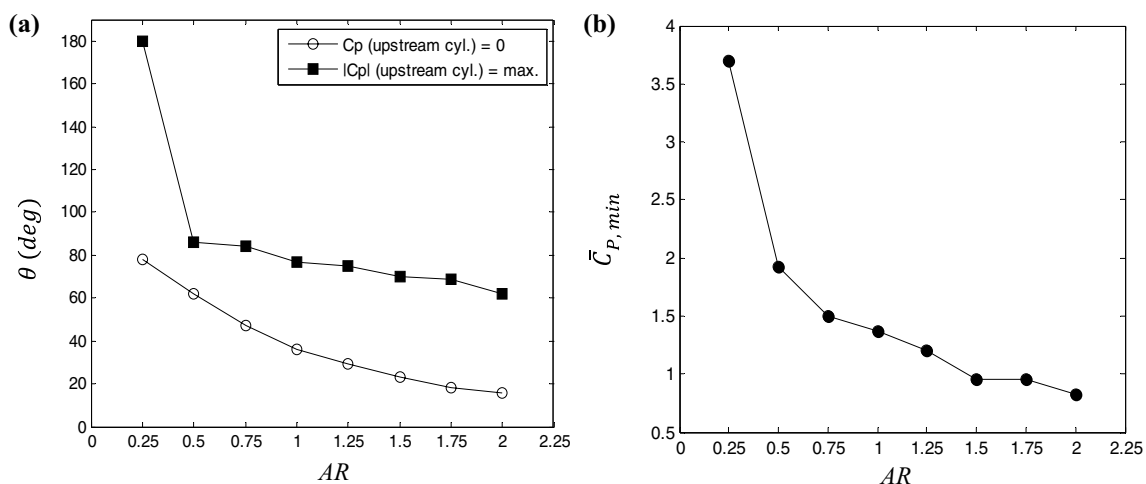 (a)
180
160
140
120
100
80
60
40
20
0
θ (deg)
Cp (upstream cyl.) = 0
|Cp| (upstream cyl.) = max.
0 0.25 0.5 0.75 1 1.25 1.5 1.75 2 2.25
AR
(b)
4
3.5
3
2.5
2
1.5
1
0.5
C̄P,min
0 0.25 0.5 0.75 1 1.25 1.5 1.75 2 2.25
AR